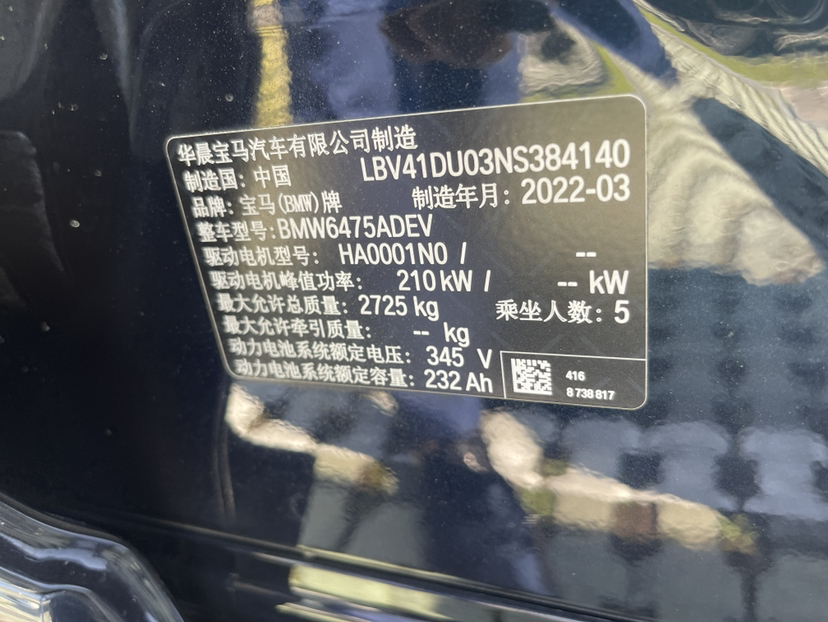 华晨宝马汽车有限公司制造
制造国: 中国 LBV41DU03NS384140
品牌: 宝马(BMW)牌 制造年月: 2022-03
整车型号: BMW6475ADEV
驱动电机型号: HA0001N0 / --
驱动电机峰值功率: 210 kW / -- kW
最大允许总质量: 2725 kg 乘坐人数: 5
最大允许牵引质量: -- kg
动力电池系统额定电压: 345 V
动力电池系统额定容量: 232 Ah
416
8 738 817